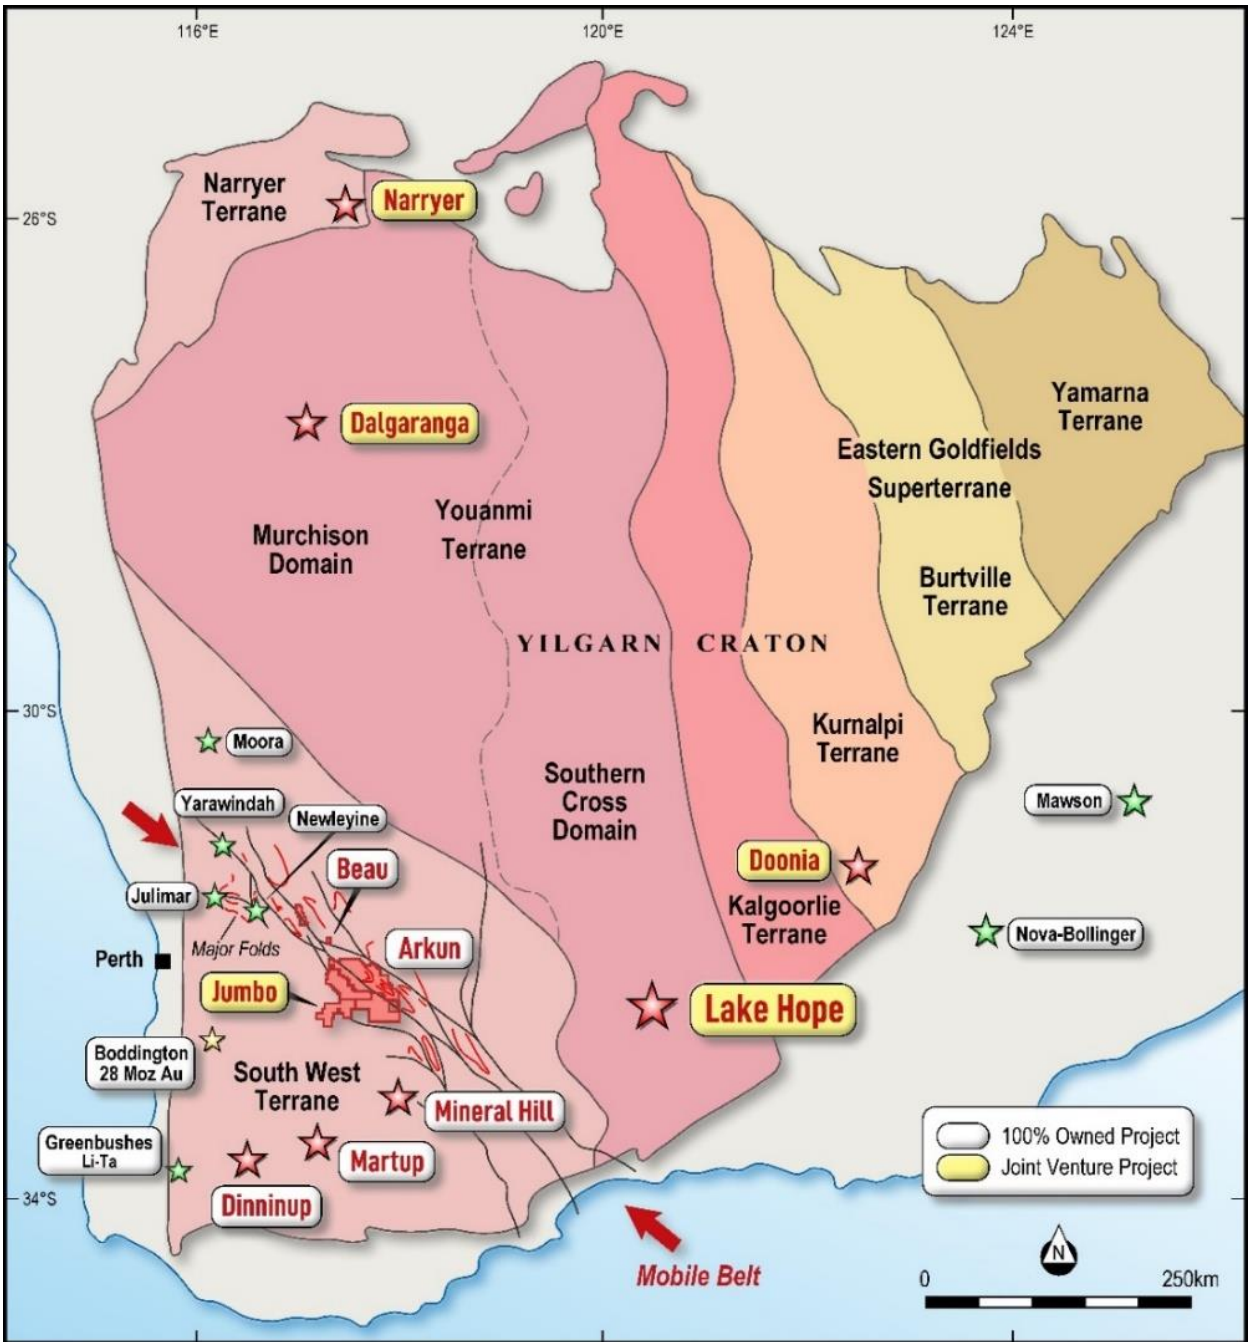 116°E
120°E
124°E
26°S
30°S
34°S
Narryer
Terrane
Narryer
Dalgaranga
Murchison
Domain
Youanmi
Terrane
Yamarna
Terrane
Eastern Goldfields
Superterrane
Burtville
Terrane
YILGARN CRATON
Kurnalpi
Terrane
Southern
Cross
Domain
Moora
Yarawindah
Newleyine
Beau
Julimar
Major Folds
Perth
Arkun
Jumbo
Boddington
28 Moz Au
South West
Terrane
Mineral Hill
Greenbushes
Li-Ta
Martup
Dinninup
Doonia
Kalgoorlie
Terrane
Lake Hope
Mawson
Nova-Bollinger
Mobile Belt
100% Owned Project
Joint Venture Project
N
0 250km